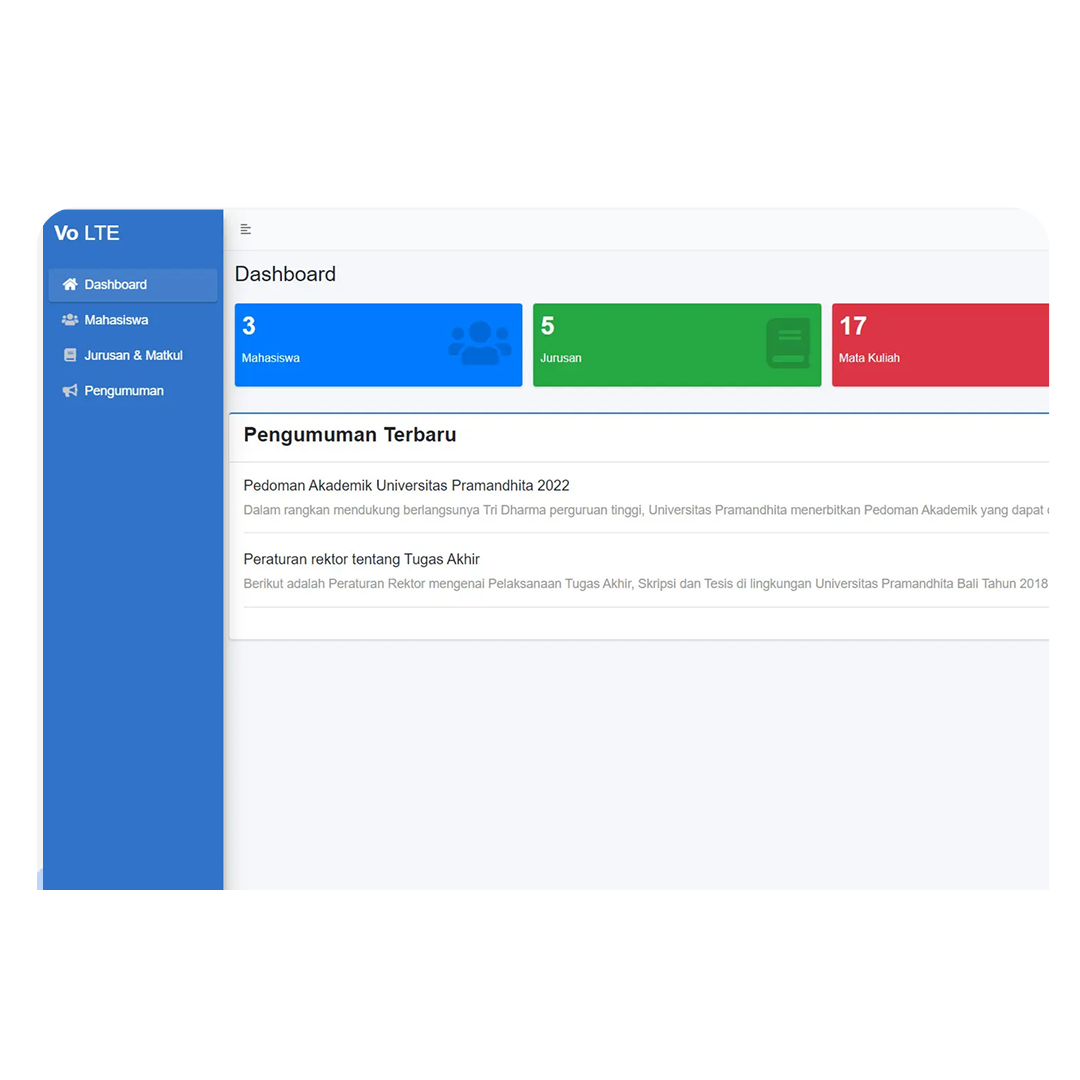 Vo LTE
Dashboard
Mahasiswa
Jurusan & Matkul
Pengumuman
Dashboard
3
Mahasiswa
5
Jurusan
17
Mata Kuliah
Pengumuman Terbaru
Pedoman Akademik Universitas Pramandhita 2022
Dalam rangkan mendukung berlangsunya Tri Dharma perguruan tinggi, Universitas Pramandhita menerbitkan Pedoman Akademik yang dapat
Peraturan rektor tentang Tugas Akhir
Berikut adalah Peraturan Rektor mengenai Pelaksanaan Tugas Akhir, Skripsi dan Tesis di lingkungan Universitas Pramandhita Bali Tahun 2018